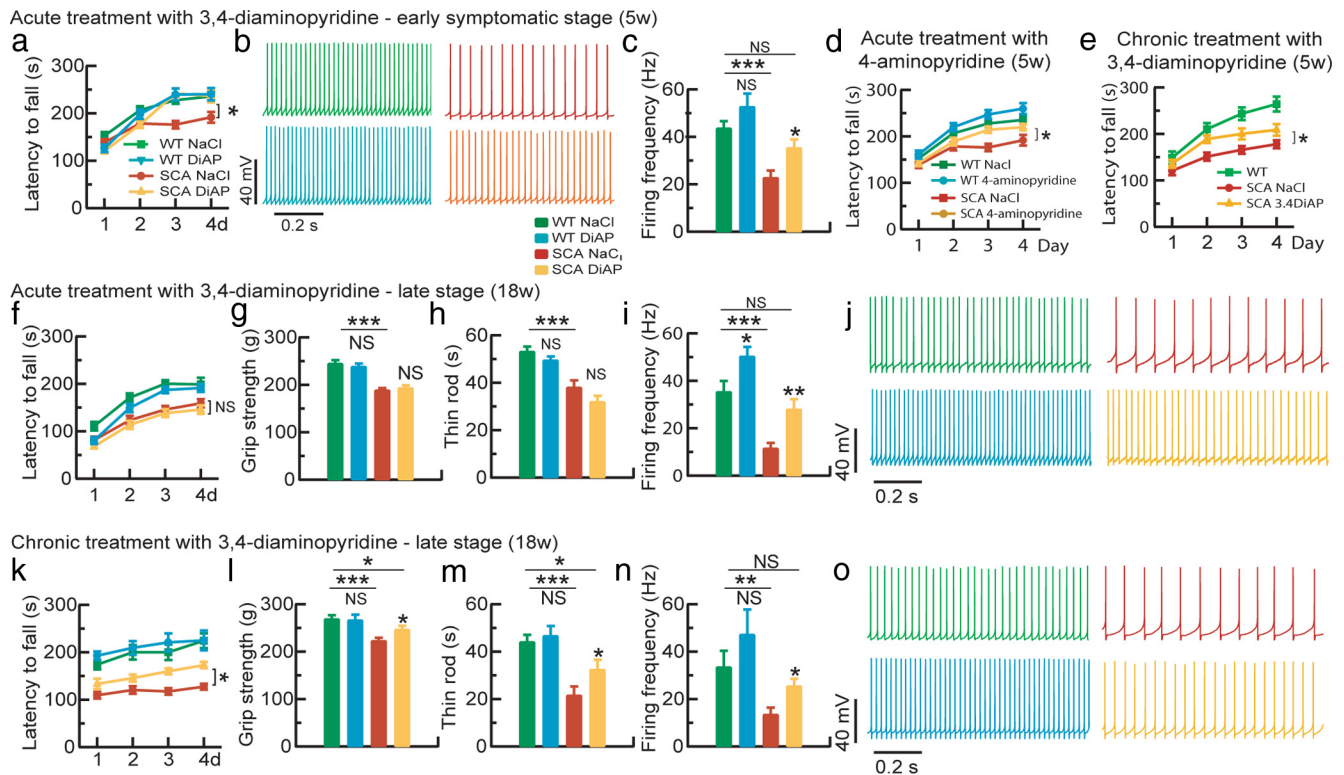 Acute treatment with 3,4-diaminopyridine - early symptomatic stage (5w)
a
Latency to fall (s)
300
200
100
0
1 2 3 4d
*
WT NaCl
WT DiAP
SCA NaCl
SCA DiAP
b
40 mV
0.2 s
c
Firing frequency (Hz)
60
40
20
0
NS
***
NS
*
WT NaCl
WT DiAP
SCA NaCl
SCA DiAP
d
Acute treatment with
4-aminopyridine (5w)
Latency to fall (s)
300
200
100
0
1 2 3 4 Day
*
WT NaCl
WT 4-aminopyridine
SCA NaCl
SCA 4-aminopyridine
e
Chronic treatment with
3,4-diaminopyridine (5w)
Latency to fall (s)
300
200
100
0
1 2 3 4 Day
*
WT
SCA NaCl
SCA 3.4DiAP
Acute treatment with 3,4-diaminopyridine - late stage (18w)
f
Latency to fall (s)
300
200
150
100
0
1 2 3 4d
NS
g
Grip strength (g)
300
200
100
0
***
NS
NS
h
Thin rod (s)
60
40
20
0
***
NS
i
Firing frequency (Hz)
60
40
20
0
NS
***
*
**
j
40 mV
0.2 s
Chronic treatment with 3,4-diaminopyridine - late stage (18w)
k
Latency to fall (s)
300
200
100
0
1 2 3 4d
*
l
Grip strength (g)
300
200
100
0
*
***
NS
*
m
Thin rod (s)
60
40
20
0
*
***
NS
*
n
Firing frequency (Hz)
60
40
20
0
NS
**
NS
*
o
40 mV
0.2 s